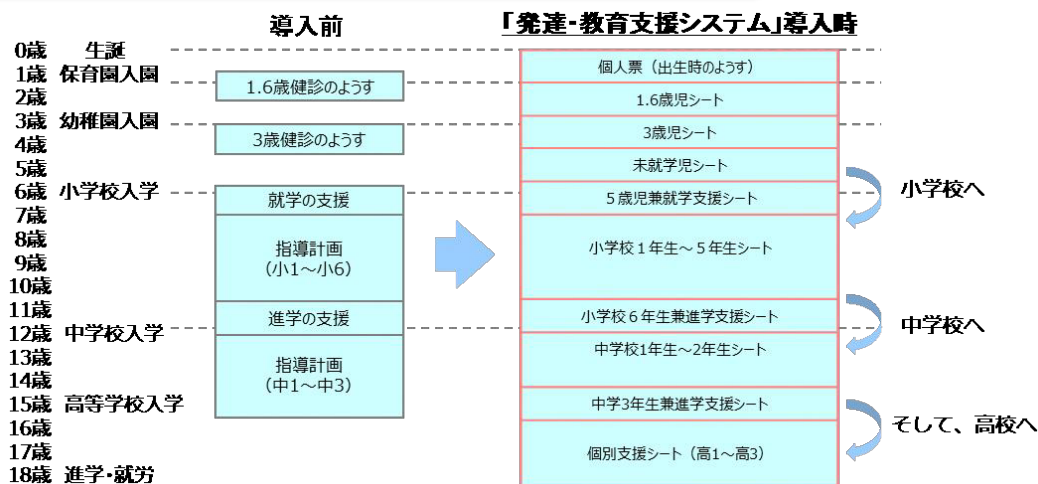 導入前
「発達・教育支援システム」導入時
0歳 生誕
1歳 保育園入園
2歳
3歳 幼稚園入園
4歳
5歳
6歳 小学校入学
7歳
8歳
9歳
10歳
11歳
12歳 中学校入学
13歳
14歳
15歳 高等学校入学
16歳
17歳
18歳 進学・就労
1.6歳健診のようす
3歳健診のようす
就学の支援
指導計画
(小1～小6)
進学の支援
指導計画
(中1～中3)
個人票（出生時のようす）
1.6歳児シート
3歳児シート
未就学児シート
５歳児兼就学支援シート
小学校１年生～５年生シート
小学校６年生兼進学支援シート
中学校1年生～2年生シート
中学3年生兼進学支援シート
個別支援シート（高1～高3）
小学校へ
中学校へ
そして、高校へ